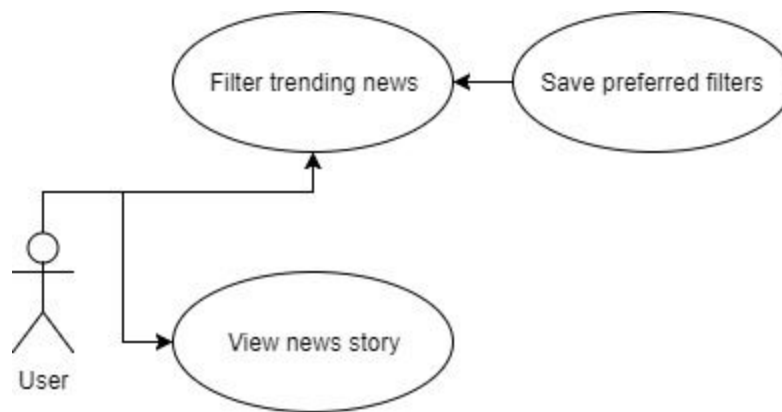 Filter trending news
Save preferred filters
View news story
User